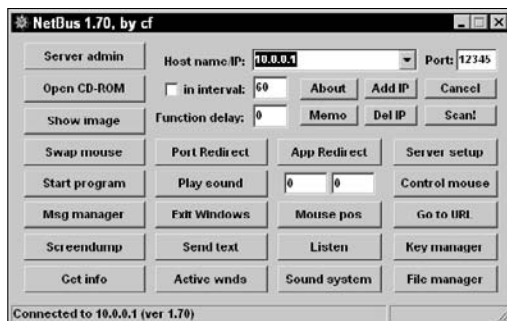 NetBus 1.70, by cf
Server admin
Host name/IP: 10.0.0.1 Port: 12345
Open CD-ROM in interval: 60 About Add IP Cancel
Show image Function delay: 0 Memo Del IP Scan!
Swap mouse Port Redirect App Redirect Server setup
Start program Play sound 0 0 Control mouse
Msg manager Exit Windows Mouse pos Go to URL
Screendump Send text Listen Key manager
Get info Active wnds Sound system File manager
Connected to 10.0.0.1 (ver 1.70)